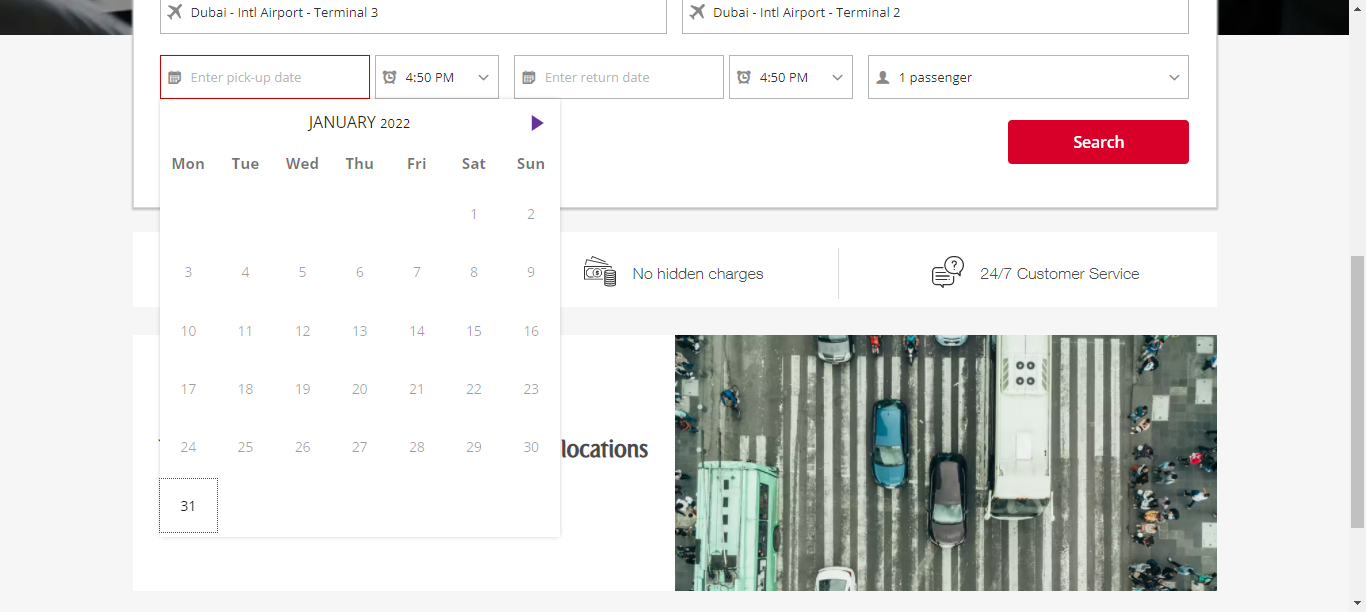 Dubai - Intl Airport - Terminal 3
Dubai - Intl Airport - Terminal 2
Enter pick-up date
4:50 PM
Enter return date
4:50 PM
1 passenger
JANUARY 2022
Mon Tue Wed Thu Fri Sat Sun
1 2
3 4 5 6 7 8 9
10 11 12 13 14 15 16
17 18 19 20 21 22 23
24 25 26 27 28 29 30
31
Search
No hidden charges
24/7 Customer Service
locations